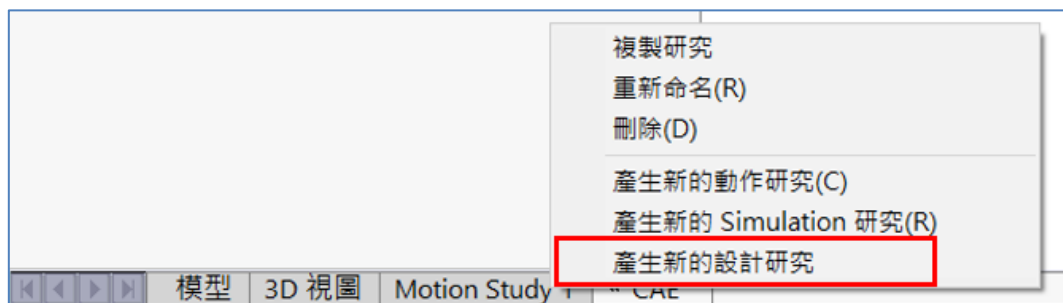 複製研究
重新命名(R)
刪除(D)
產生新的動作研究(C)
產生新的 Simulation 研究(R)
產生新的設計研究
模型 3D 視圖 Motion Study 1 CAE